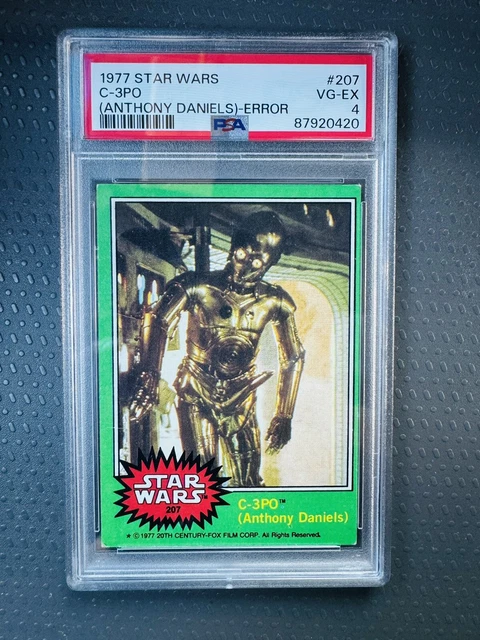 1977 STAR WARS #207
C-3PO VG-EX
(ANTHONY DANIELS)-ERROR 4
PSA 87920420
STAR
WARS™
207
C-3PO™
(Anthony Daniels)
★ © 1977 20TH CENTURY-FOX FILM CORP. All Rights Reserved.